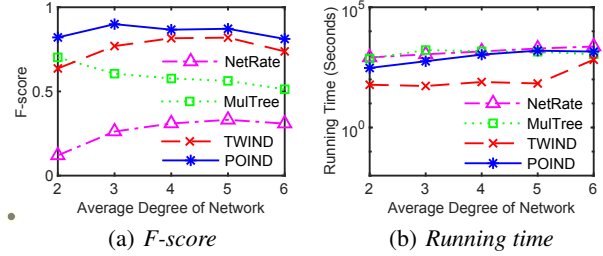 1
0.5
0
F-score
2 3 4 5 6
Average Degree of Network
NetRate
MulTree
TWIND
POIND
(a) F-score
10^5
10^0
Running Time (Seconds)
2 3 4 5 6
Average Degree of Network
NetRate
MulTree
TWIND
POIND
(b) Running time